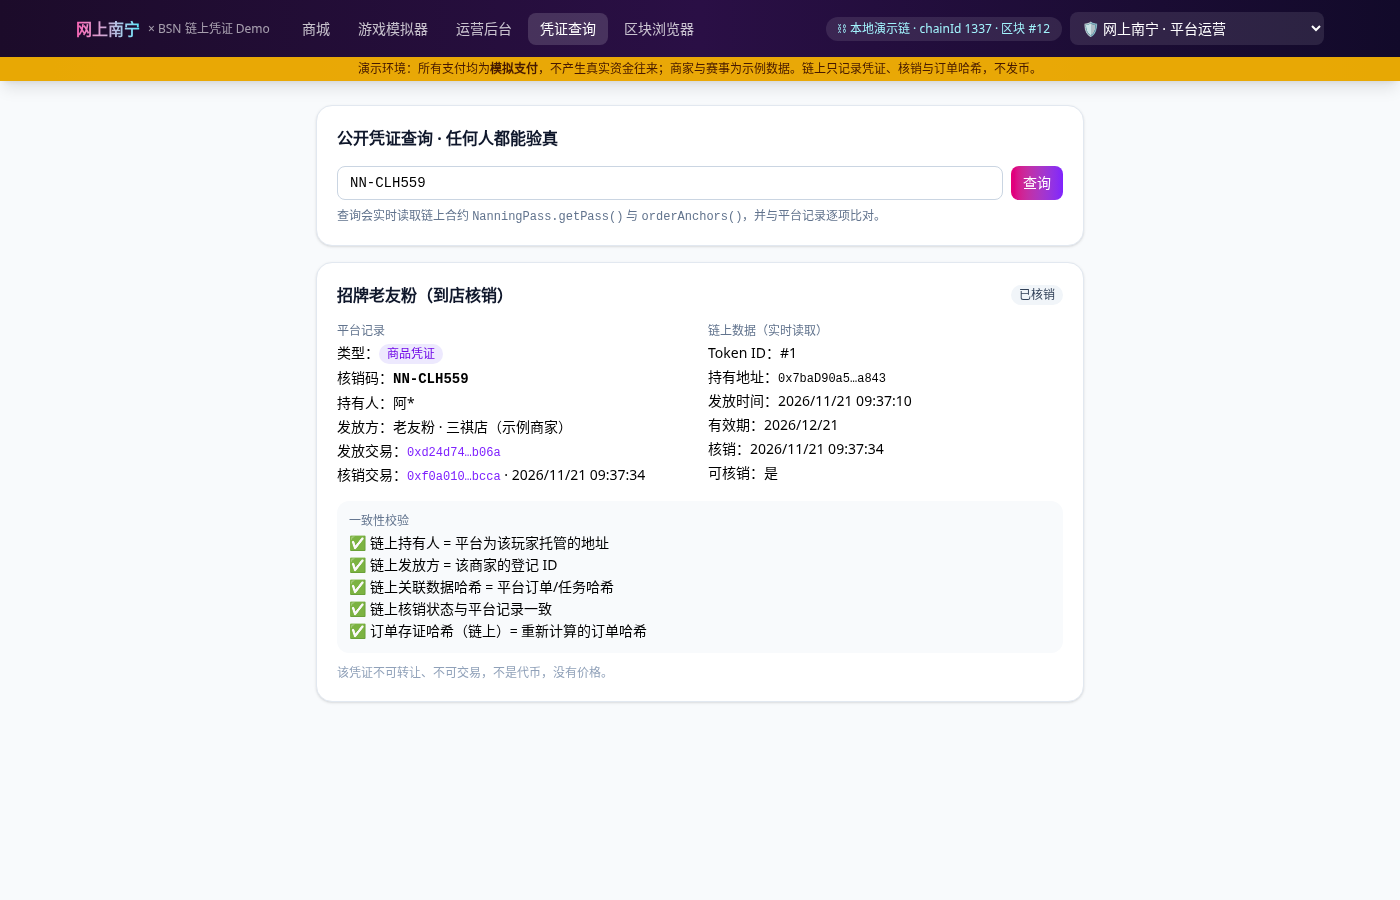 网上南宁 × BSN 链上凭证 Demo 商城 游戏模拟器 运营后台 凭证查询 区块浏览器 ⛓ 本地演示链 · chainId 1337 · 区块 #12 🛡️ 网上南宁 · 平台运营
演示环境：所有支付均为模拟支付，不产生真实资金往来；商家与赛事为示例数据。链上只记录凭证、核销与订单哈希，不发币。
公开凭证查询 · 任何人都能验真
NN-CLH559 查询
查询会实时读取链上合约 NanningPass.getPass() 与 orderAnchors()，并与平台记录逐项比对。
招牌老友粉（到店核销） 已核销
平台记录
类型：商品凭证
核销码：NN-CLH559
持有人：阿*
发放方：老友粉 · 三祺店（示例商家）
发放交易：0xd24d74…b06a
核销交易：0xf0a010…bcca · 2026/11/21 09:37:34
链上数据（实时读取）
Token ID：#1
持有地址：0x7baD90a5…a843
发放时间：2026/11/21 09:37:10
有效期：2026/12/21
核销：2026/11/21 09:37:34
可核销：是
一致性校验
✅ 链上持有人 = 平台为该玩家托管的地址
✅ 链上发放方 = 该商家的登记 ID
✅ 链上关联数据哈希 = 平台订单/任务哈希
✅ 链上核销状态与平台记录一致
✅ 订单存证哈希（链上）= 重新计算的订单哈希
该凭证不可转让、不可交易，不是代币，没有价格。